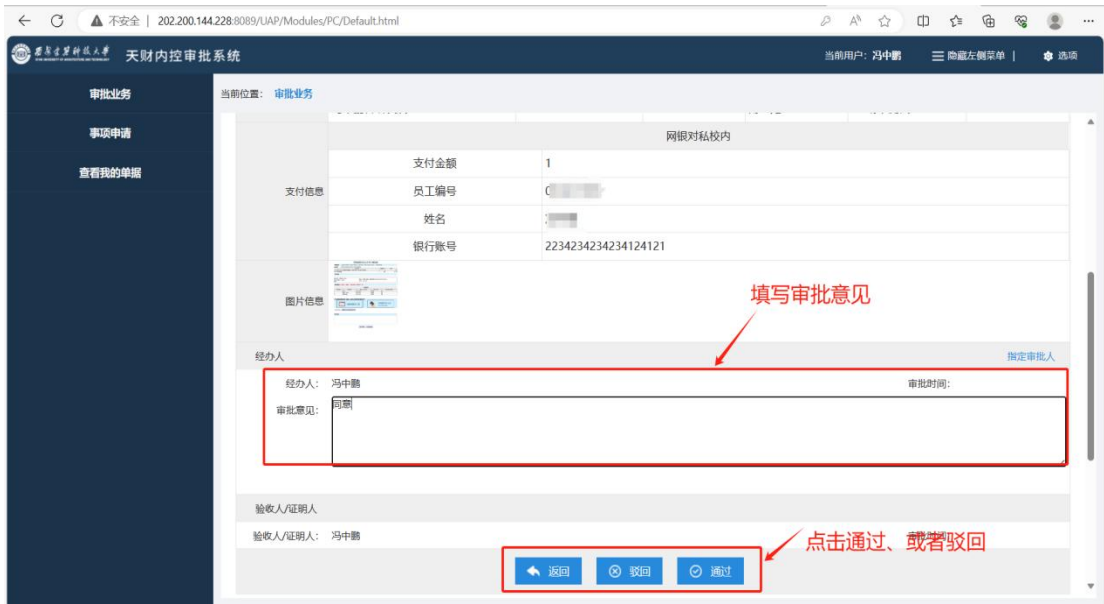 不安全 | 202.200.144.228:8089/UAP/Modules/PC/Default.html
天财内控审批系统
当前用户：冯中鹏
隐藏左侧菜单 |
选项
审批业务
事项申请
查看我的单据
当前位置： 审批业务
网银对私校内
支付信息
支付金额 1
员工编号
姓名
银行账号 2234234234234124121
图片信息
填写审批意见
经办人 指定审批人
经办人： 冯中鹏 审批时间：
审批意见： 同意
验收人/证明人
验收人/证明人： 冯中鹏
点击通过、或者驳回
返回 驳回 通过